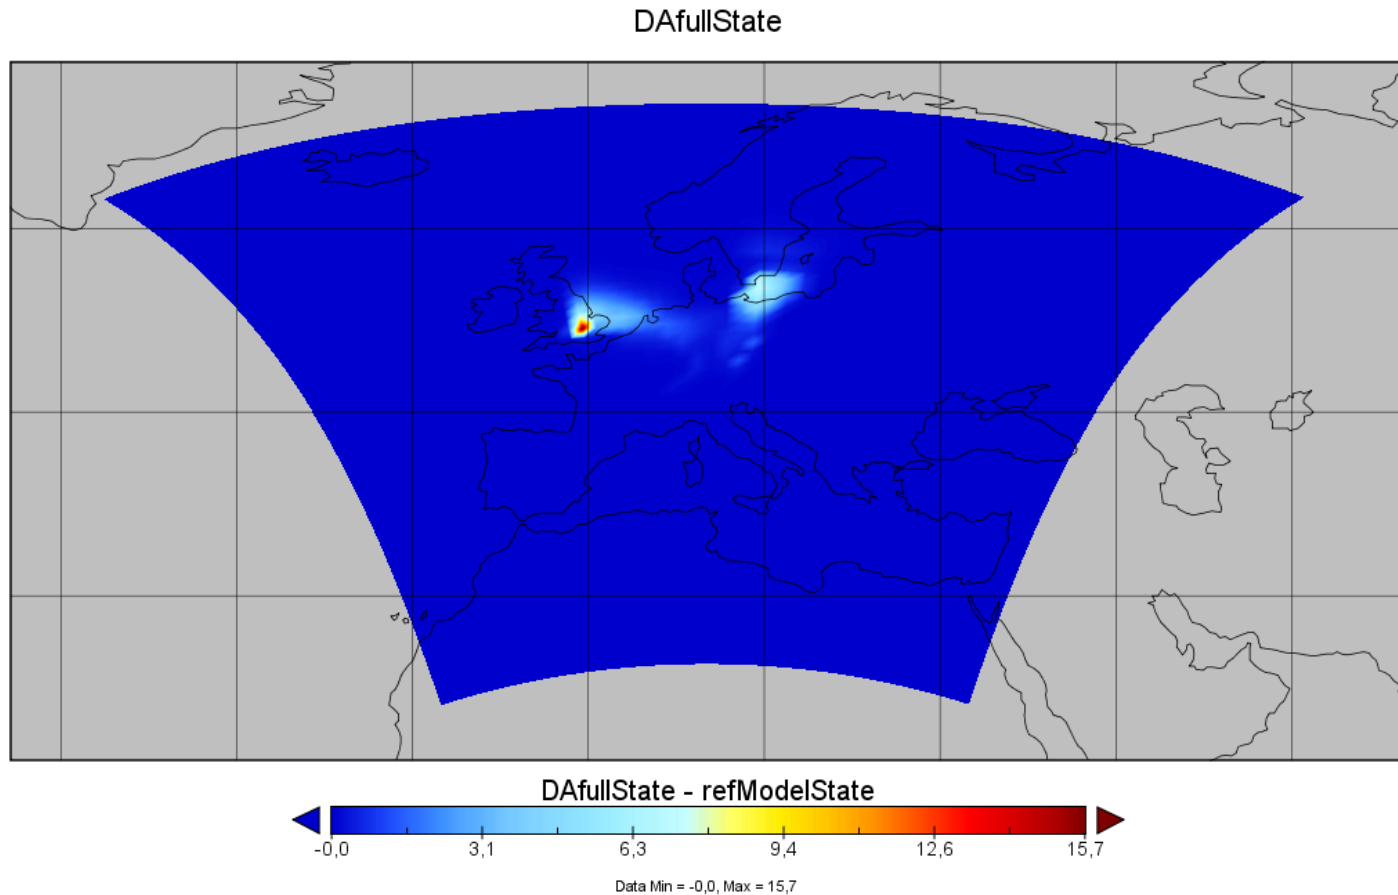 DAfullState
DAfullState - refModelState
-0,0 3,1 6,3 9,4 12,6 15,7
Data Min = -0,0, Max = 15,7